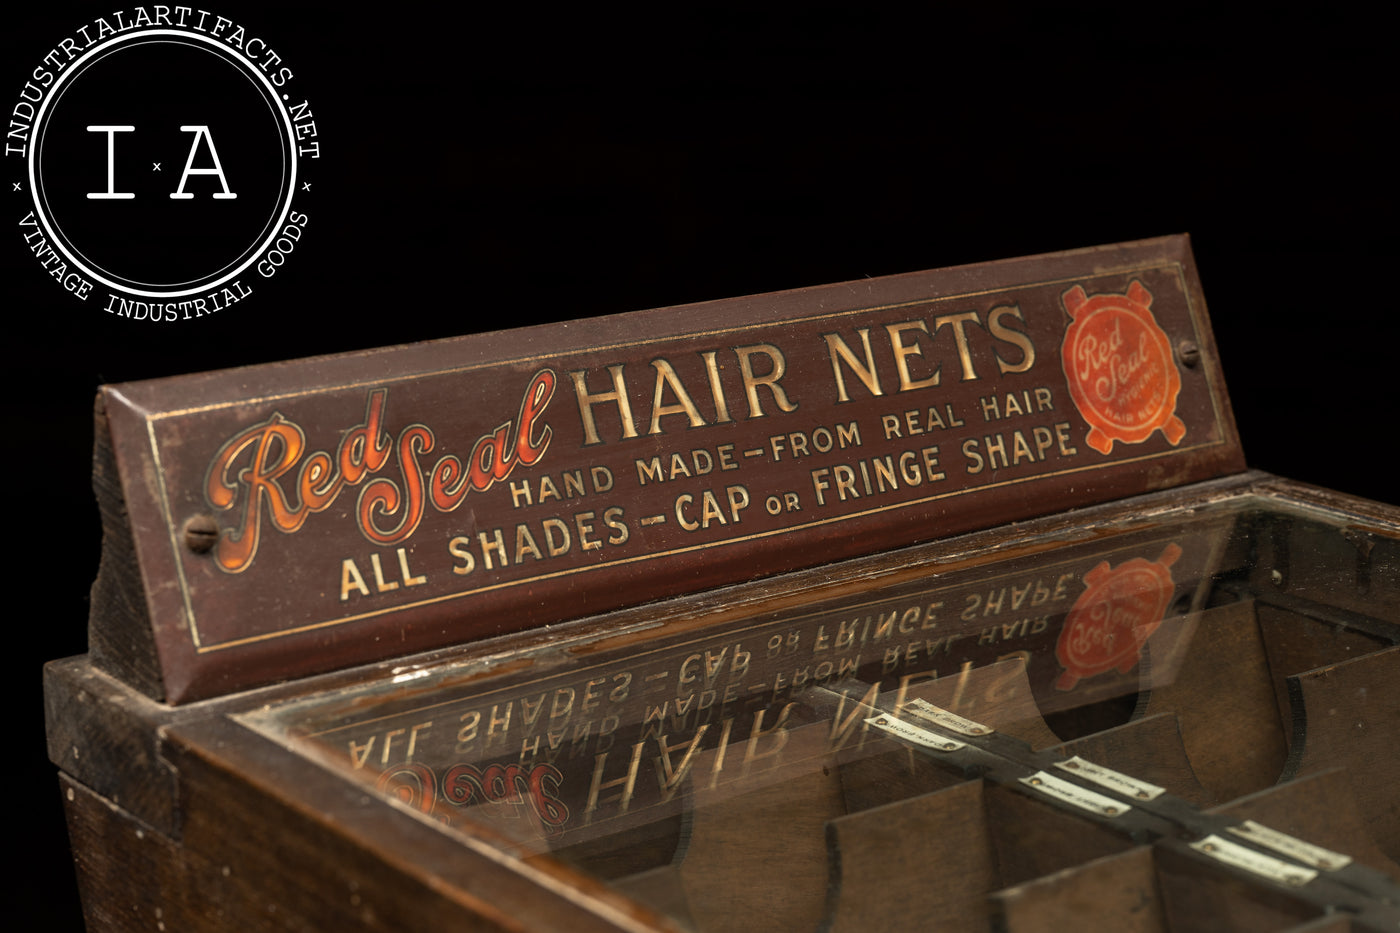 INDUSTRIALARTIFACTS.NET
I x A
x x
VINTAGE INDUSTRIAL GOODS
Red Seal HAIR NETS
HAND MADE–FROM REAL HAIR
ALL SHADES–CAP OR FRINGE SHAPE
Red
Seal
HYGIENIC
HAIR NETS